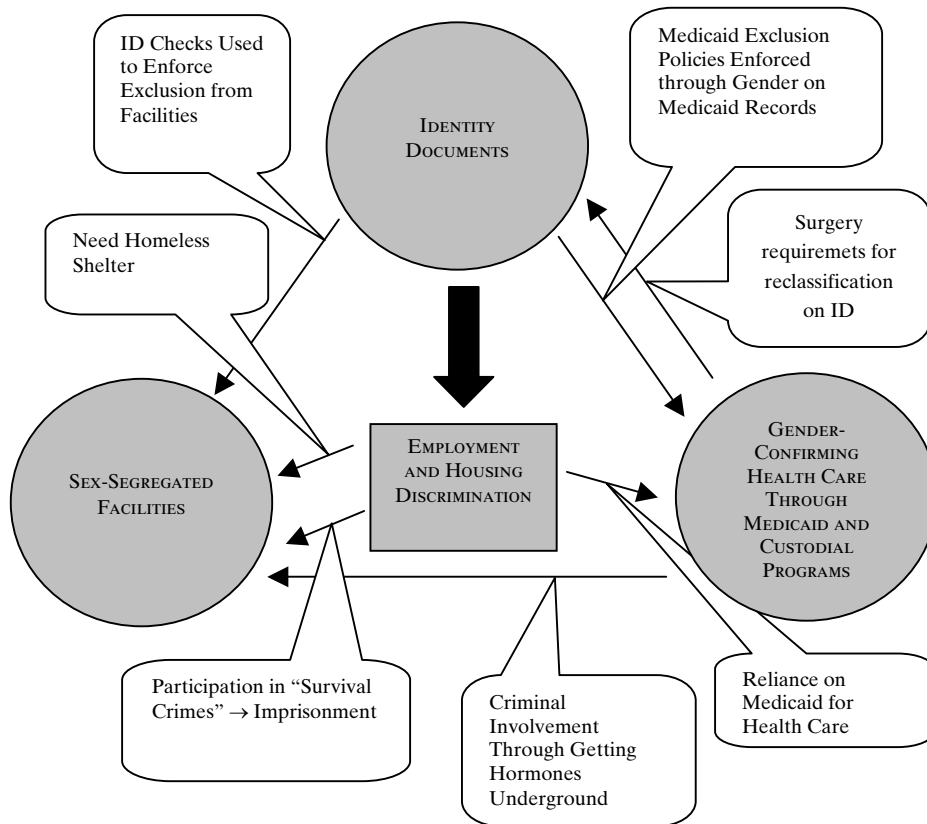 ID Checks Used
to Enforce
Exclusion from
Facilities
IDENTITY
DOCUMENTS
Medicaid Exclusion
Policies Enforced
through Gender on
Medicaid Records
Need Homeless
Shelter
Surgery
requiremets for
reclassification
on ID
SEX-SEGREGATED
FACILITIES
EMPLOYMENT
AND HOUSING
DISCRIMINATION
GENDER-
CONFIRMING
HEALTH CARE
THROUGH
MEDICAID AND
CUSTODIAL
PROGRAMS
Participation in “Survival
Crimes” → Imprisonment
Criminal
Involvement
Through Getting
Hormones
Underground
Reliance on
Medicaid for
Health Care